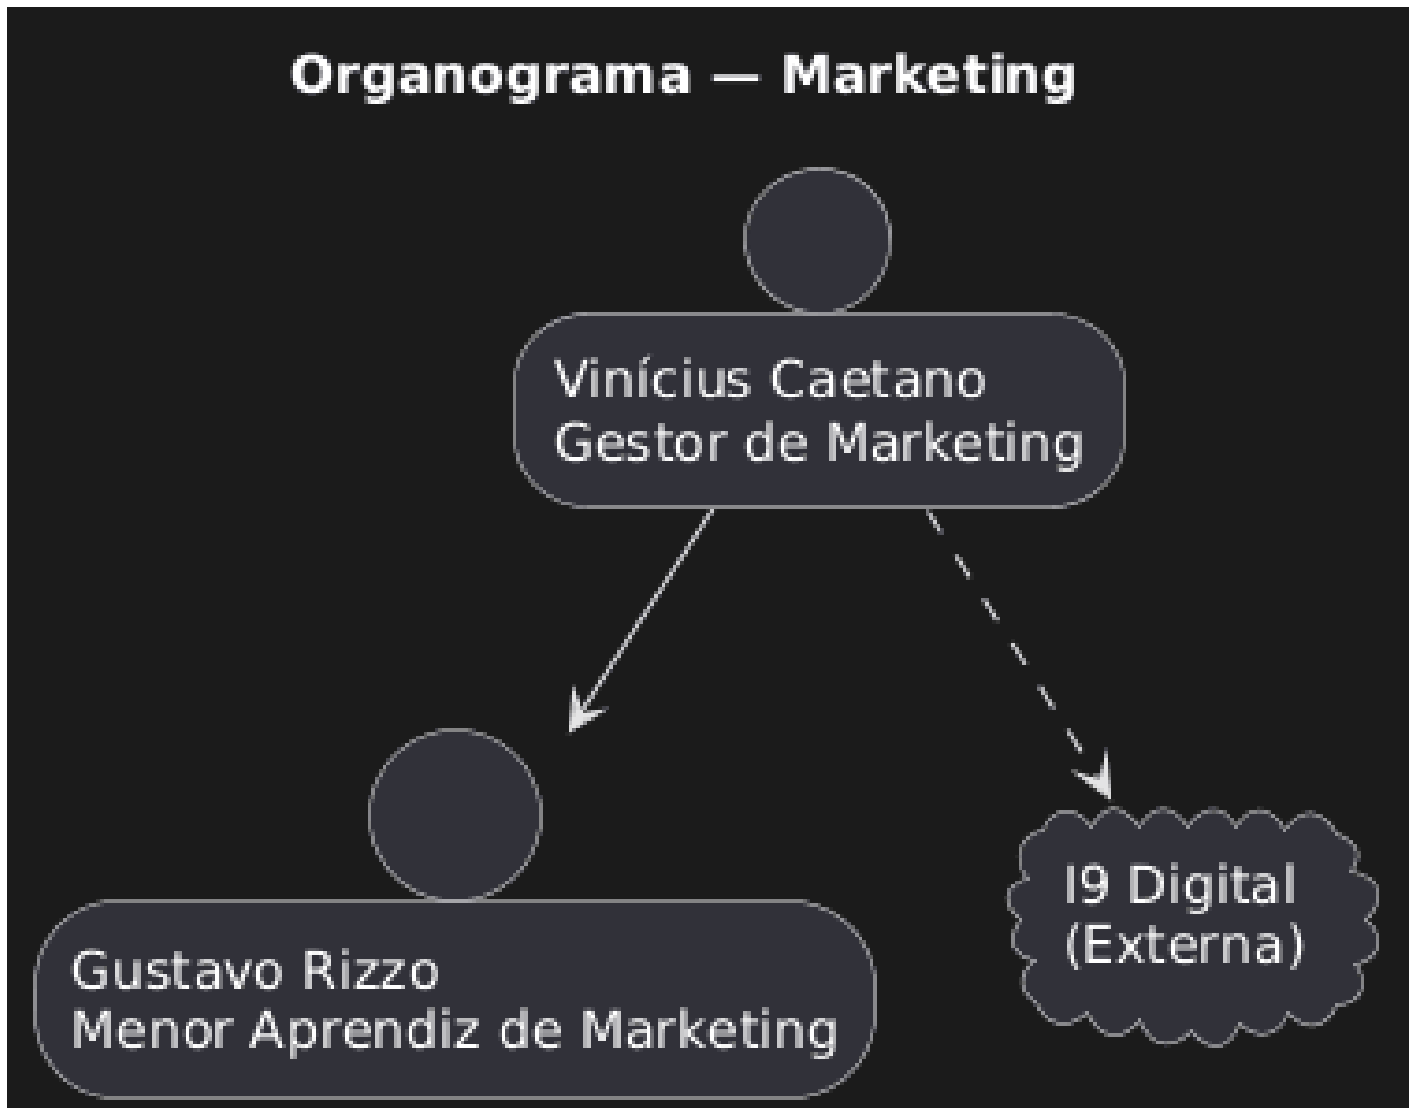 Organograma — Marketing
Vinícius Caetano
Gestor de Marketing
Gustavo Rizzo
Menor Aprendiz de Marketing
I9 Digital
(Externa)